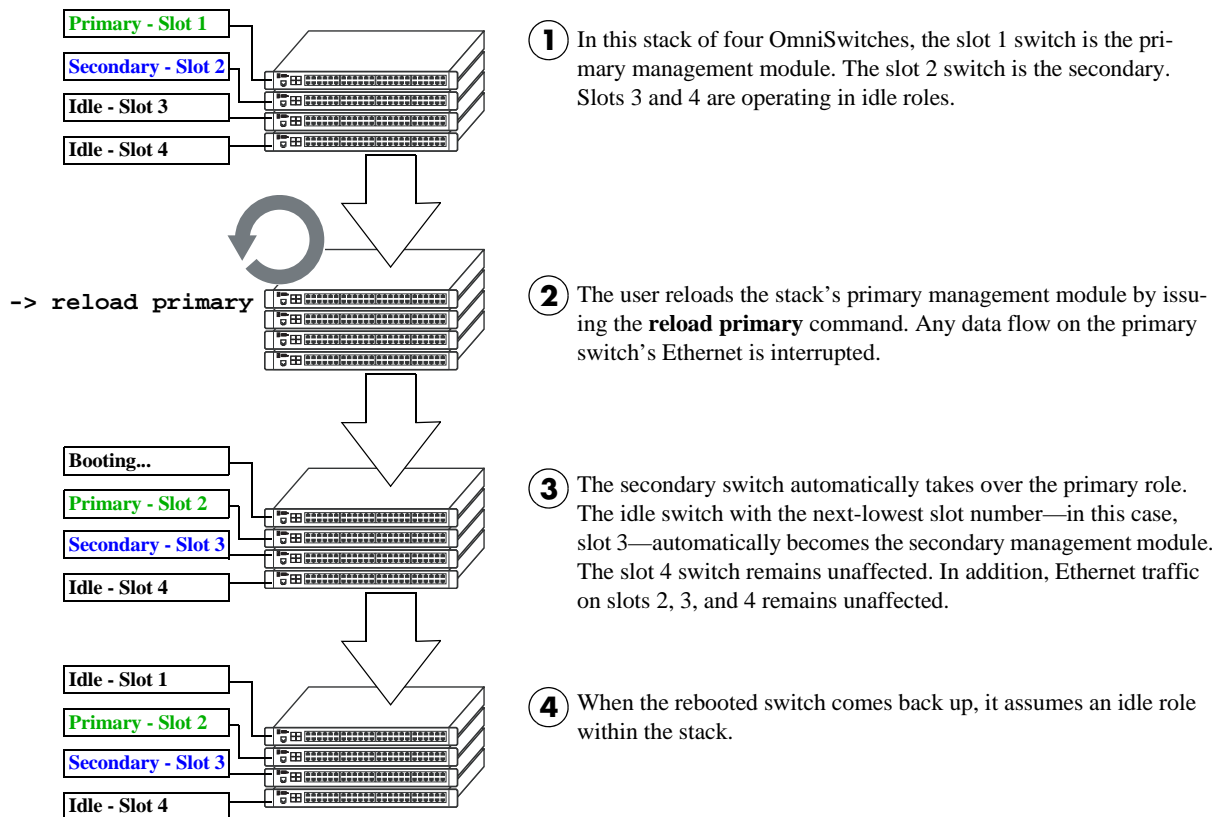 Primary - Slot 1
Secondary - Slot 2
Idle - Slot 3
Idle - Slot 4
1 In this stack of four OmniSwitches, the slot 1 switch is the pri-
mary management module. The slot 2 switch is the secondary.
Slots 3 and 4 are operating in idle roles.
-> reload primary
2 The user reloads the stack’s primary management module by issu-
ing the reload primary command. Any data flow on the primary
switch’s Ethernet is interrupted.
Booting...
Primary - Slot 2
Secondary - Slot 3
Idle - Slot 4
3 The secondary switch automatically takes over the primary role.
The idle switch with the next-lowest slot number—in this case,
slot 3—automatically becomes the secondary management module.
The slot 4 switch remains unaffected. In addition, Ethernet traffic
on slots 2, 3, and 4 remains unaffected.
Idle - Slot 1
Primary - Slot 2
Secondary - Slot 3
Idle - Slot 4
4 When the rebooted switch comes back up, it assumes an idle role
within the stack.